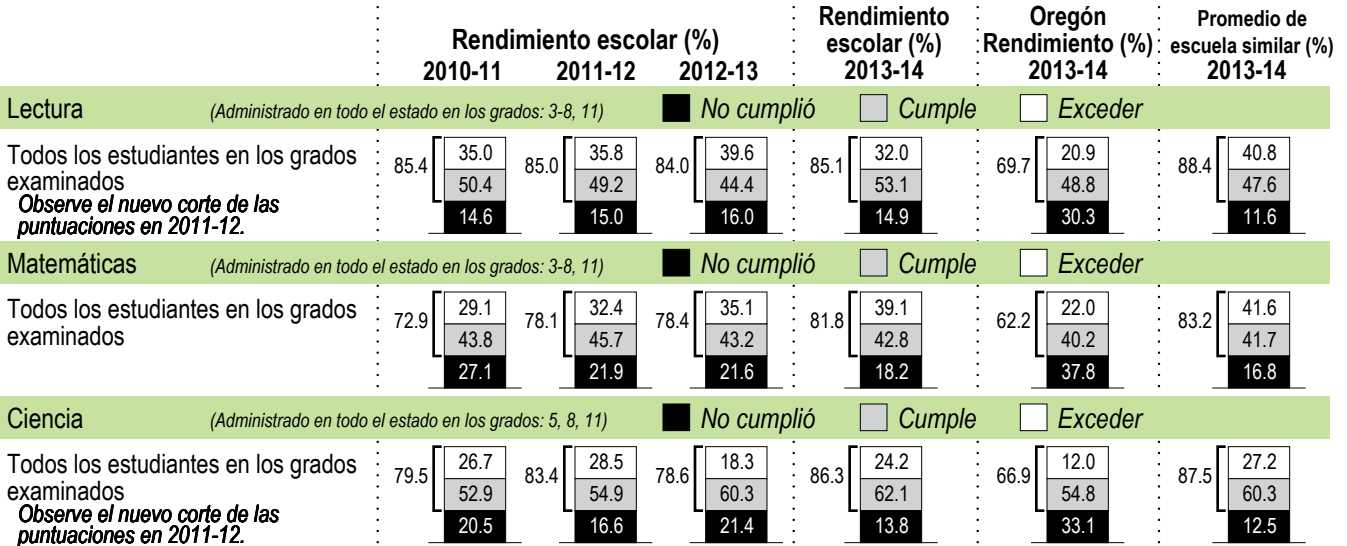 Rendimiento escolar (%)
2010-11 2011-12 2012-13
Rendimiento
escolar (%)
2013-14
Oregón
Rendimiento (%)
2013-14
Promedio de
escuela similar (%)
2013-14
Lectura (Administrado en todo el estado en los grados: 3-8, 11) No cumplió Cumple Exceder
Todos los estudiantes en los grados
examinados
Observe el nuevo corte de las
puntuaciones en 2011-12.
85.4 35.0 85.0 35.8 84.0 39.6 85.1 32.0 69.7 20.9 88.4 40.8
50.4 49.2 44.4 53.1 48.8 47.6
14.6 15.0 16.0 14.9 30.3 11.6
Matemáticas (Administrado en todo el estado en los grados: 3-8, 11) No cumplió Cumple Exceder
Todos los estudiantes en los grados
examinados
72.9 29.1 78.1 32.4 78.4 35.1 81.8 39.1 62.2 22.0 83.2 41.6
43.8 45.7 43.2 42.8 40.2 41.7
27.1 21.9 21.6 18.2 37.8 16.8
Ciencia (Administrado en todo el estado en los grados: 5, 8, 11) No cumplió Cumple Exceder
Todos los estudiantes en los grados
examinados
Observe el nuevo corte de las
puntuaciones en 2011-12.
79.5 26.7 83.4 28.5 78.6 18.3 86.3 24.2 66.9 12.0 87.5 27.2
52.9 54.9 60.3 62.1 54.8 60.3
20.5 16.6 21.4 13.8 33.1 12.5